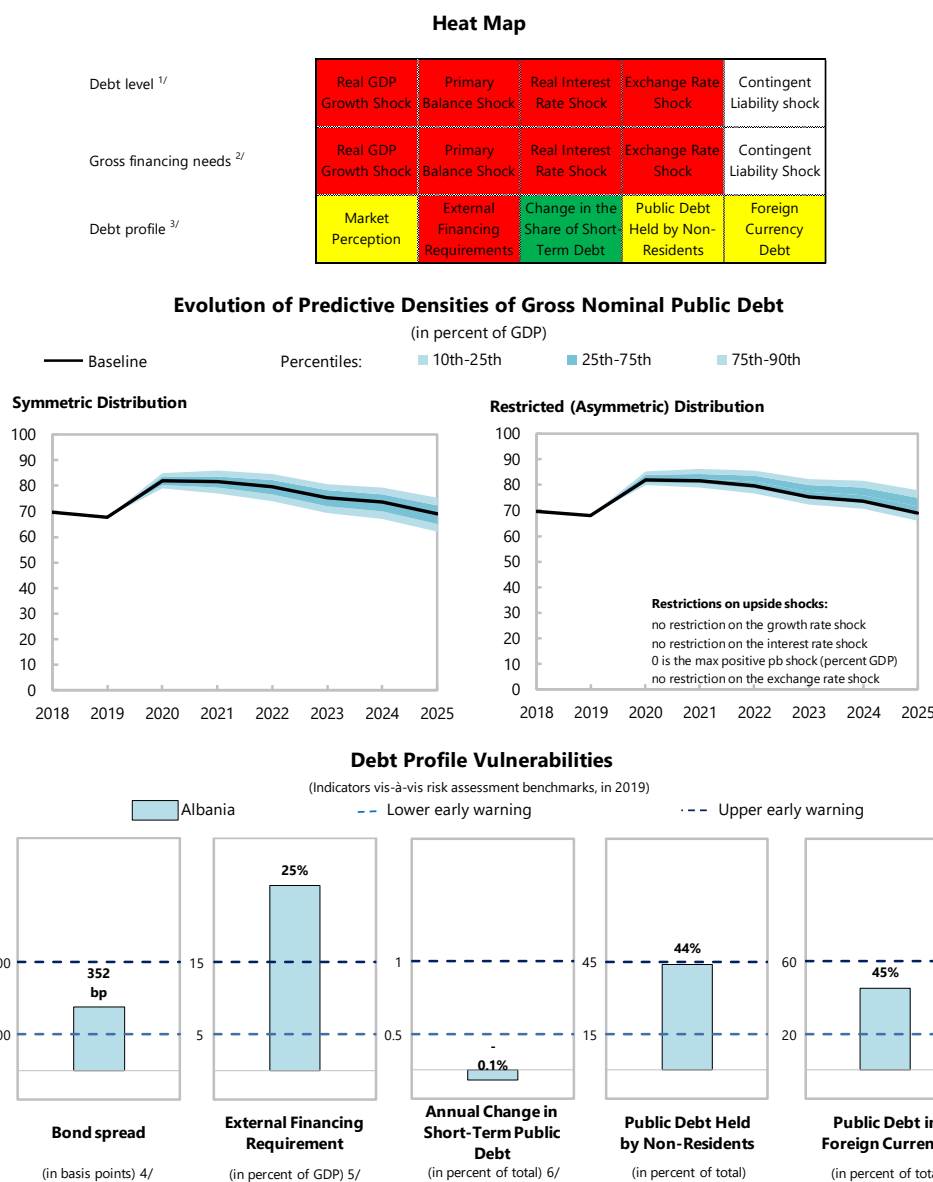 Heat Map
Debt level 1/
Real GDP Growth Shock
Primary Balance Shock
Real Interest Rate Shock
Exchange Rate Shock
Contingent Liability shock
Gross financing needs 2/
Real GDP Growth Shock
Primary Balance Shock
Real Interest Rate Shock
Exchange Rate Shock
Contingent Liability Shock
Debt profile 3/
Market Perception
External Financing Requirements
Change in the Share of Short-Term Debt
Public Debt Held by Non-Residents
Foreign Currency Debt
Evolution of Predictive Densities of Gross Nominal Public Debt
(in percent of GDP)
Baseline
Percentiles:
10th-25th
25th-75th
75th-90th
Symmetric Distribution
100
90
80
70
60
50
40
30
20
10
0
2018 2019 2020 2021 2022 2023 2024 2025
Restricted (Asymmetric) Distribution
100
90
80
70
60
50
40
30
20
10
0
Restrictions on upside shocks:
no restriction on the growth rate shock
no restriction on the interest rate shock
0 is the max positive pb shock (percent GDP)
no restriction on the exchange rate shock
2018 2019 2020 2021 2022 2023 2024 2025
Debt Profile Vulnerabilities
(Indicators vis-à-vis risk assessment benchmarks, in 2019)
Albania
Lower early warning
Upper early warning
00
352
bp
00
Bond spread
(in basis points) 4/
25%
15
5
External Financing
Requirement
(in percent of GDP) 5/
1
0.5
-
0.1%
Annual Change in
Short-Term Public
Debt
(in percent of total) 6/
44%
45
15
Public Debt Held
by Non-Residents
(in percent of total)
60
45%
20
Public Debt in
Foreign Curren
(in percent of tota